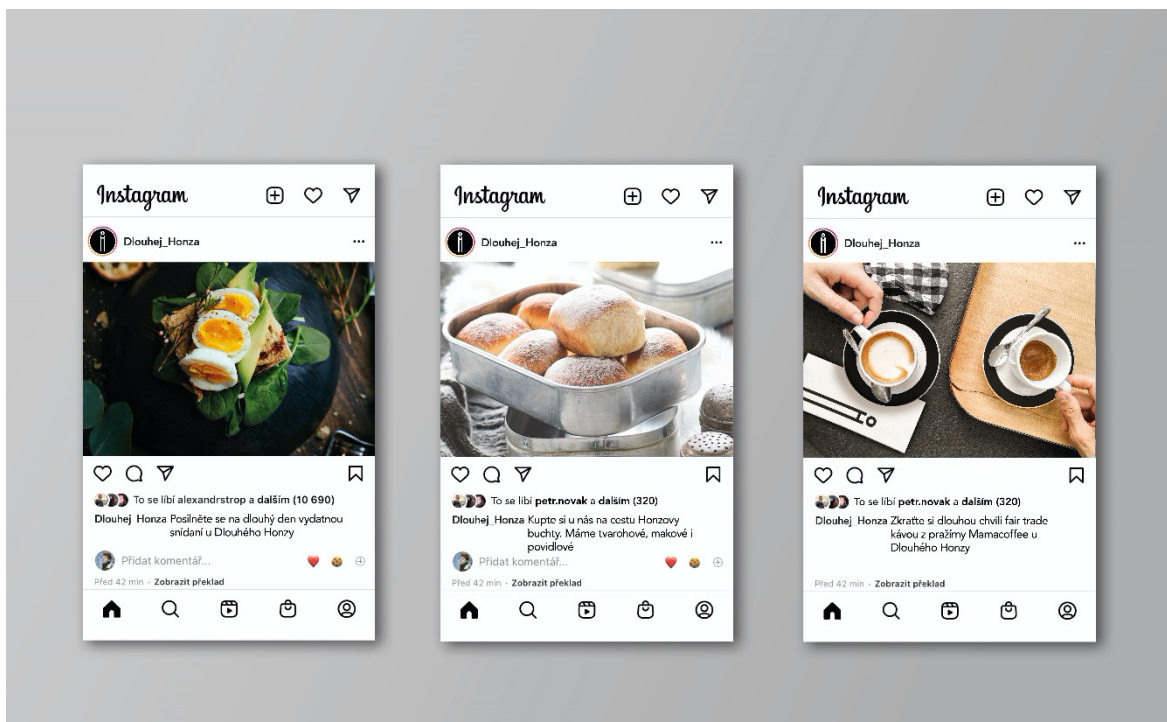 Instagram
Dlouhej_Honza
To se líbí alexandrstrop a dalším (10 690)
Dlouhej_Honza Posilněte se na dlouhý den vydatnou
snídaní u Dlouhého Honzy
Přidat komentář...
Před 42 min · Zobrazit překlad
Instagram
Dlouhej_Honza
To se líbí petr.novak a dalším (320)
Dlouhej_Honza Kupte si u nás na cestu Honzovy
buchty. Máme tvarohové, makové i
povidlové
Přidat komentář...
Před 42 min · Zobrazit překlad
Instagram
Dlouhej_Honza
To se líbí petr.novak a dalším (320)
Dlouhej_Honza Zkraťte si dlouhou chvíli fair trade
kávou z pražírny Mamacoffee u
Dlouhého Honzy
Před 42 min · Zobrazit překlad